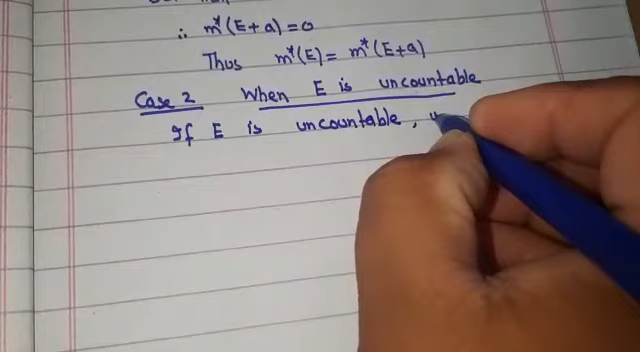 ∴ m*(E+a) = 0
Thus m*(E) = m*(E+a)
Case 2 When E is uncountable
If E is uncountable,